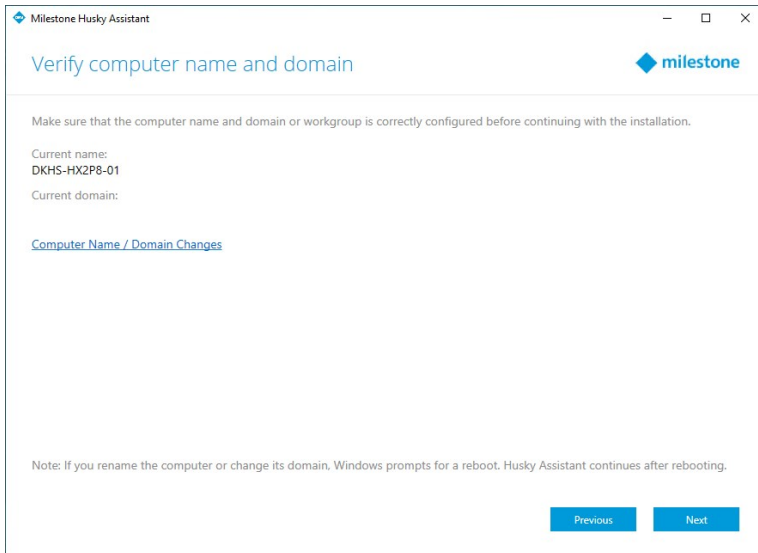 Milestone Husky Assistant
Verify computer name and domain
milestone
Make sure that the computer name and domain or workgroup is correctly configured before continuing with the installation.
Current name:
DKHS-HX2P8-01
Current domain:
Computer Name / Domain Changes
Note: If you rename the computer or change its domain, Windows prompts for a reboot. Husky Assistant continues after rebooting.
Previous
Next